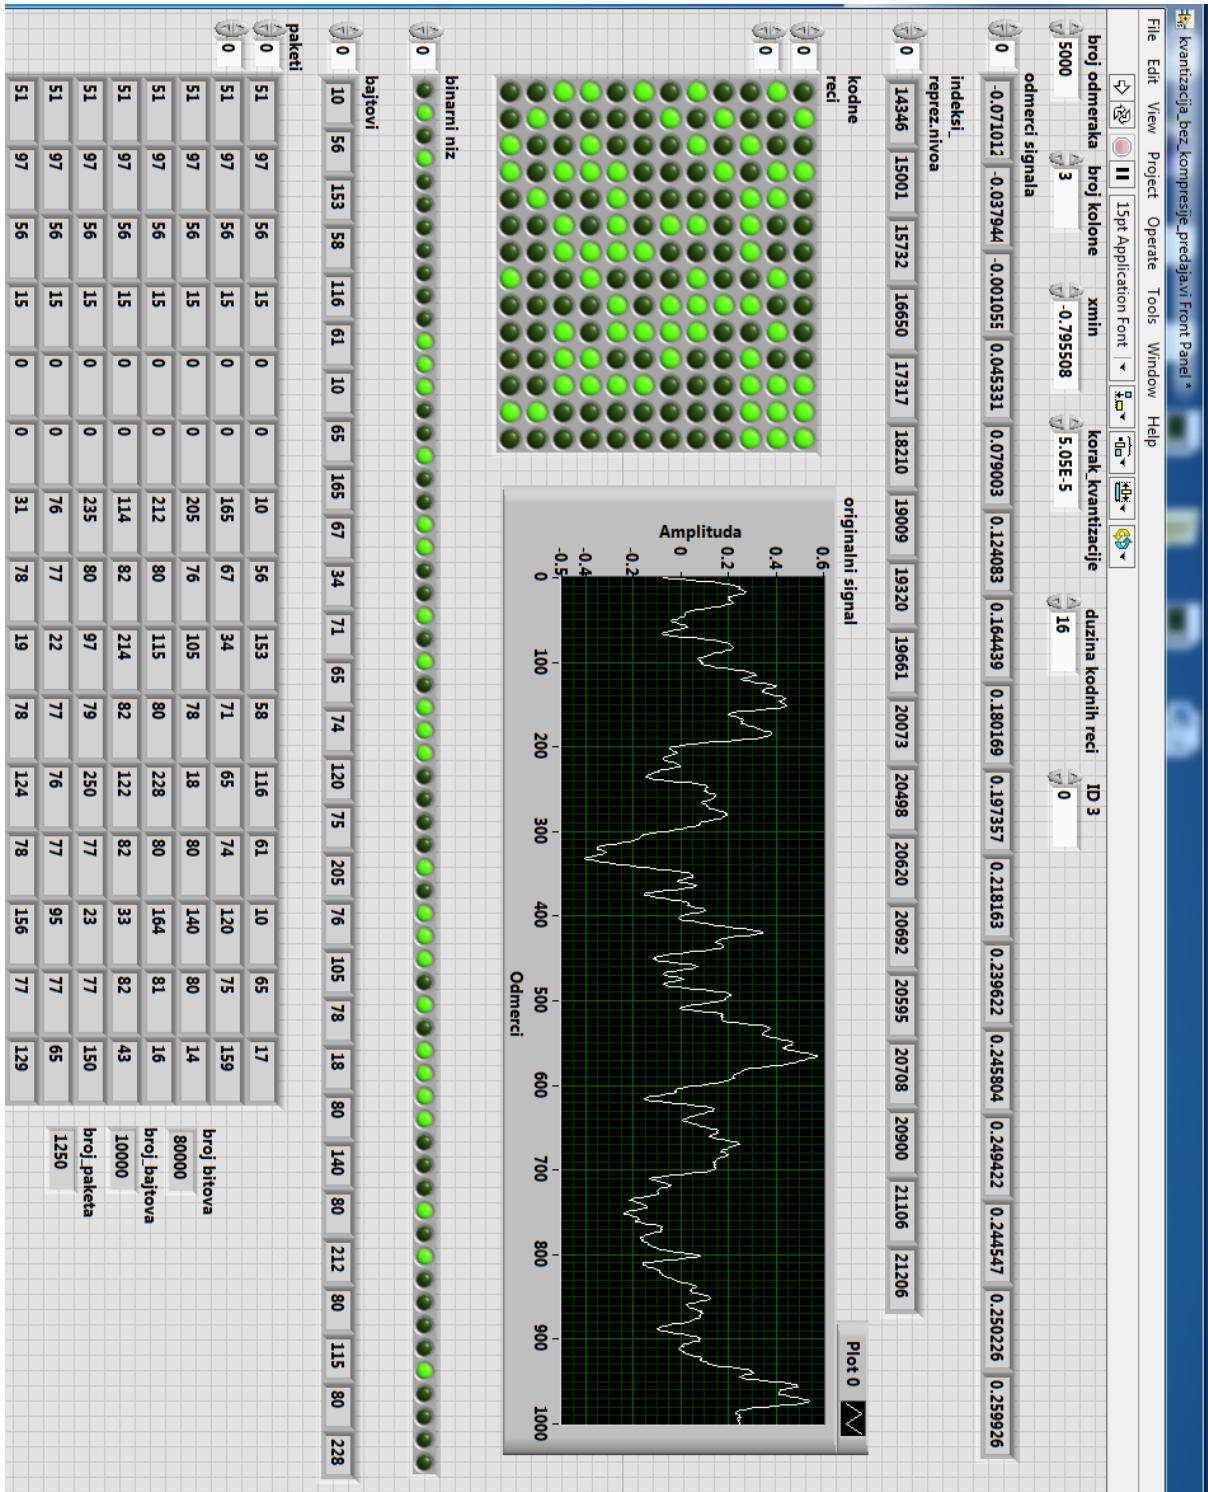 kvantizacija_bez_kompresije_predaja.vi Front Panel *
File Edit View Project Operate Tools Window Help
15pt Application Font
broj odmeraka broj kolone xmin korak_kvantizacije duzina kodnih reci ID 3
5000 3 -0.795508 5.05E-5 16 0
odmerci signala
0 -0.071012 -0.037944 -0.001055 0.045331 0.079003 0.124083 0.164439 0.180169 0.197357 0.218163 0.239622 0.245804 0.249422 0.244547 0.250226 0.259926
indeksi_
reprez.nivoa
0 14346 15001 15732 16650 17317 18210 19009 19320 19661 20073 20498 20620 20692 20595 20708 20900 21106 21206
kodne
reci
0
0
originalni signal
Plot 0
Amplituda
0.6
0.4
0.2
0
-0.2
-0.4
-0.5
0 100 200 300 400 500 600 700 800 900 1000
Odmerci
binarni niz
0
bajtovi
0 10 56 153 58 116 61 10 65 165 67 34 71 65 74 120 75 205 76 105 78 18 80 140 80 212 80 115 80 228
paketi
0 51 97 56 15 0 0 10 56 153 58 116 61 10 65 17
0 51 97 56 15 0 0 165 67 34 71 65 74 120 75 159
51 97 56 15 0 0 205 76 105 78 18 80 140 80 14
51 97 56 15 0 0 212 80 115 80 228 80 164 81 16
51 97 56 15 0 0 114 82 214 82 122 82 33 82 43
51 97 56 15 0 0 235 80 97 79 250 77 23 77 150
51 97 56 15 0 0 76 77 22 77 76 77 95 77 65
51 97 56 15 0 0 31 78 19 78 124 78 156 77 129
broj bitova
80000
broj_bajtova
10000
broj_paketa
1250